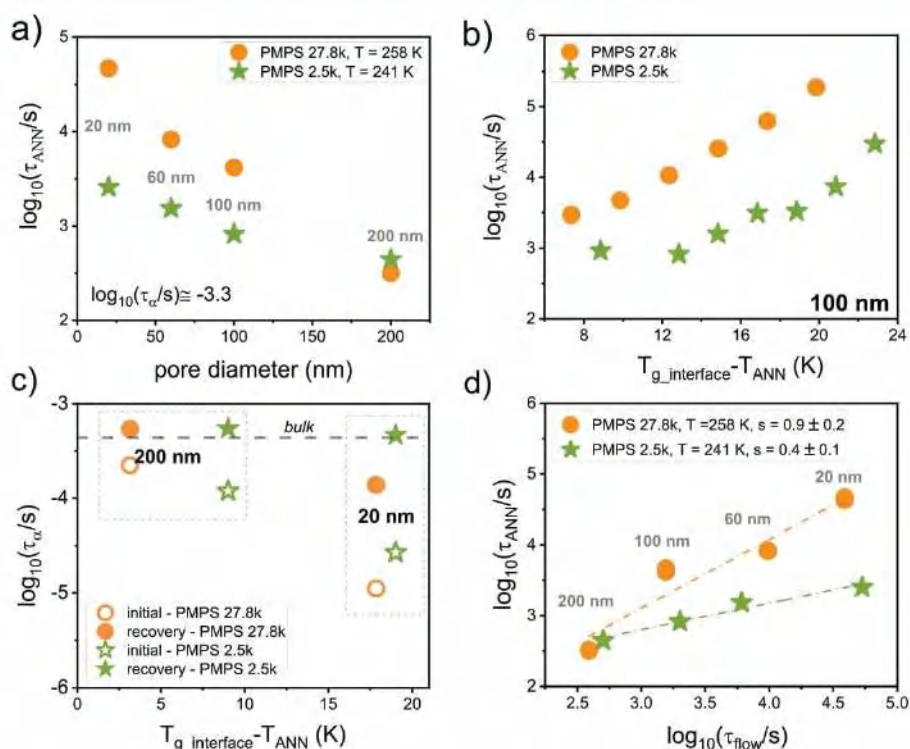 a)
PMPS 27.8k, T = 258 K
PMPS 2.5k, T = 241 K
20 nm
60 nm
100 nm
200 nm
log₁₀(τα/s)≅ -3.3
5
4
3
2
0 25 50 75 100 125 150 175 200
log₁₀(τANN/s)
pore diameter (nm)
b)
PMPS 27.8k
PMPS 2.5k
100 nm
6
5
4
3
2
8 12 16 20 24
log₁₀(τANN/s)
Tg_interface-TANN (K)
c)
bulk
200 nm
20 nm
initial - PMPS 27.8k
recovery - PMPS 27.8k
initial - PMPS 2.5k
recovery - PMPS 2.5k
-3
-4
-5
-6
0 5 10 15 20
log₁₀(τα/s)
Tg_interface-TANN (K)
d)
PMPS 27.8k, T =258 K, s = 0.9 ± 0.2
PMPS 2.5k, T = 241 K, s = 0.4 ± 0.1
20 nm
60 nm
100 nm
200 nm
6
5
4
3
2
2.5 3.0 3.5 4.0 4.5 5.0
log₁₀(τANN/s)
log₁₀(τflow/s)